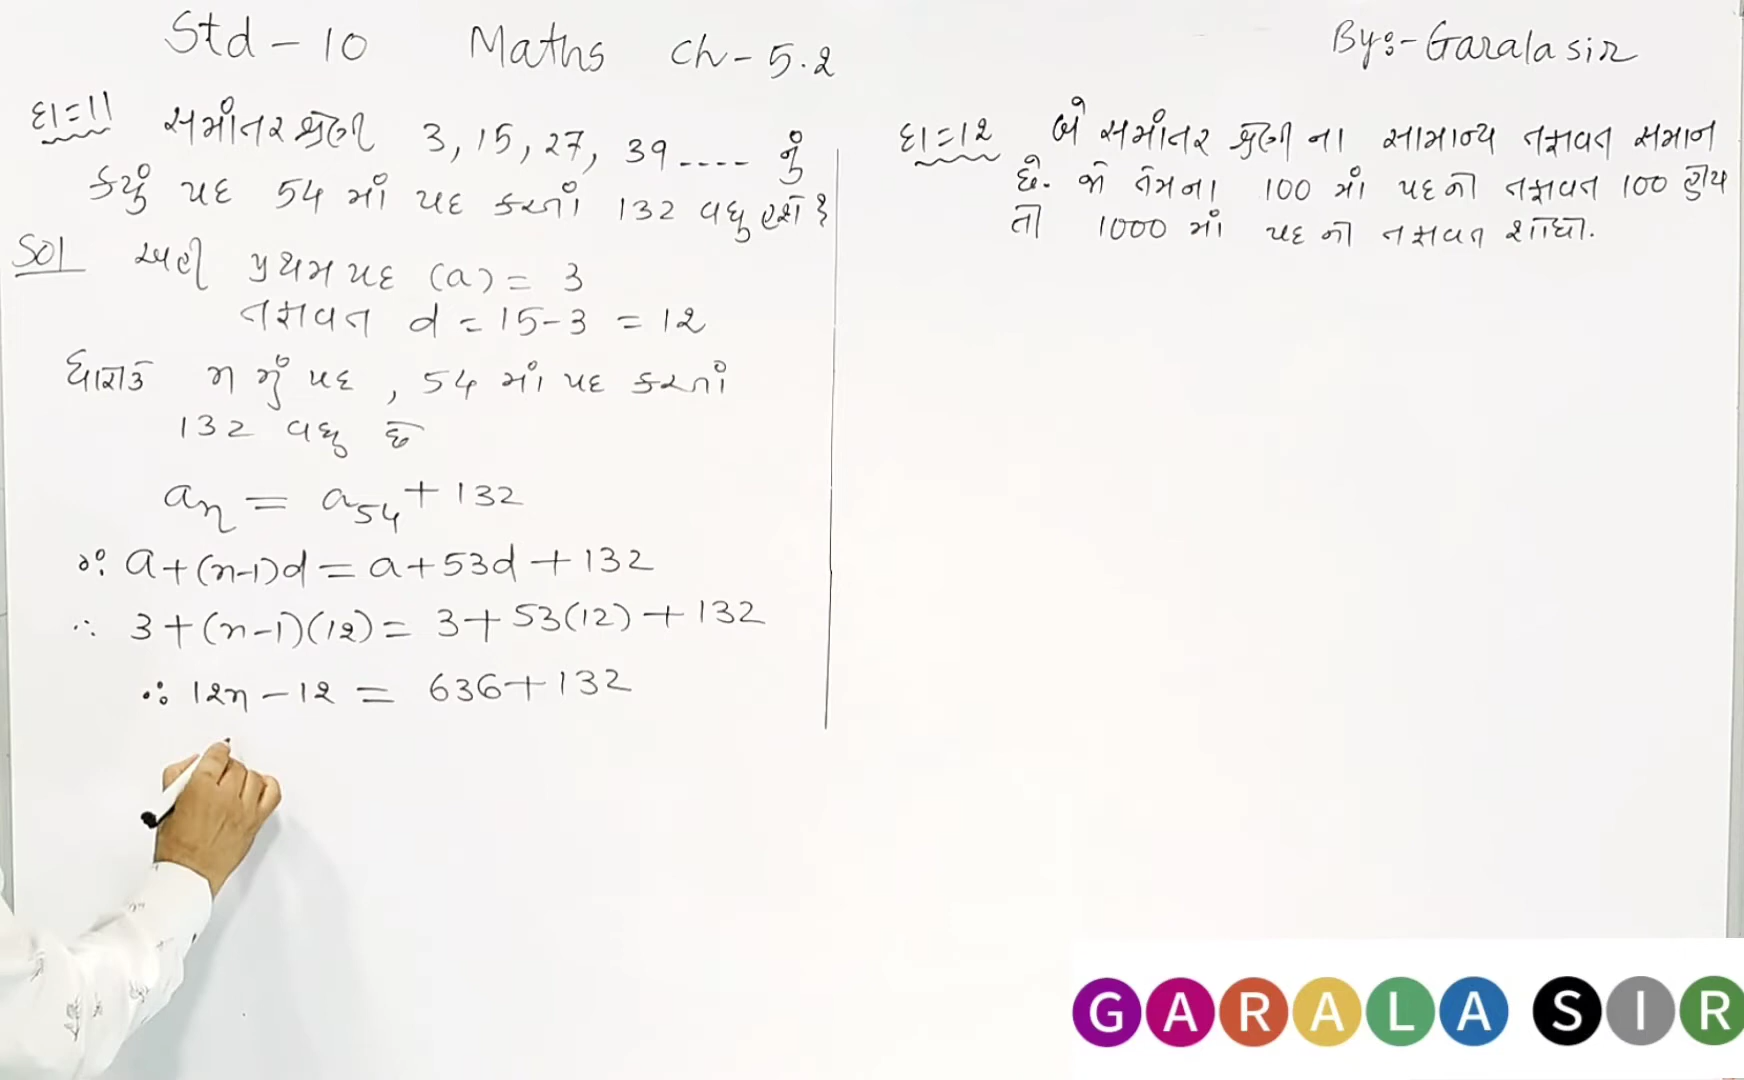 Std - 10 Maths Ch - 5.2
By:- Garala sir
દા=11 સમાંતર શ્રેણી 3, 15, 27, 39 .... નું
કયું પદ 54 માં પદ કરતાં 132 વધુ હશે ?
Sol અહી પ્રથમ પદ (a) = 3
તફાવત d = 15-3 = 12
ધારોકે n મું પદ , 54 માં પદ કરતાં
132 વધુ છે
aₙ = a₅₄ + 132
∴ a + (n-1)d = a + 53d + 132
∴ 3 + (n-1)(12) = 3 + 53(12) + 132
∴ 12n - 12 = 636 + 132
દા=12 બે સમાંતર શ્રેણી ના સામાન્ય તફાવત સમાન
છે. જો તેમના 100 માં પદ નો તફાવત 100 હોય
તો 1000 માં પદ નો તફાવત શોધો.
GARALA SIR